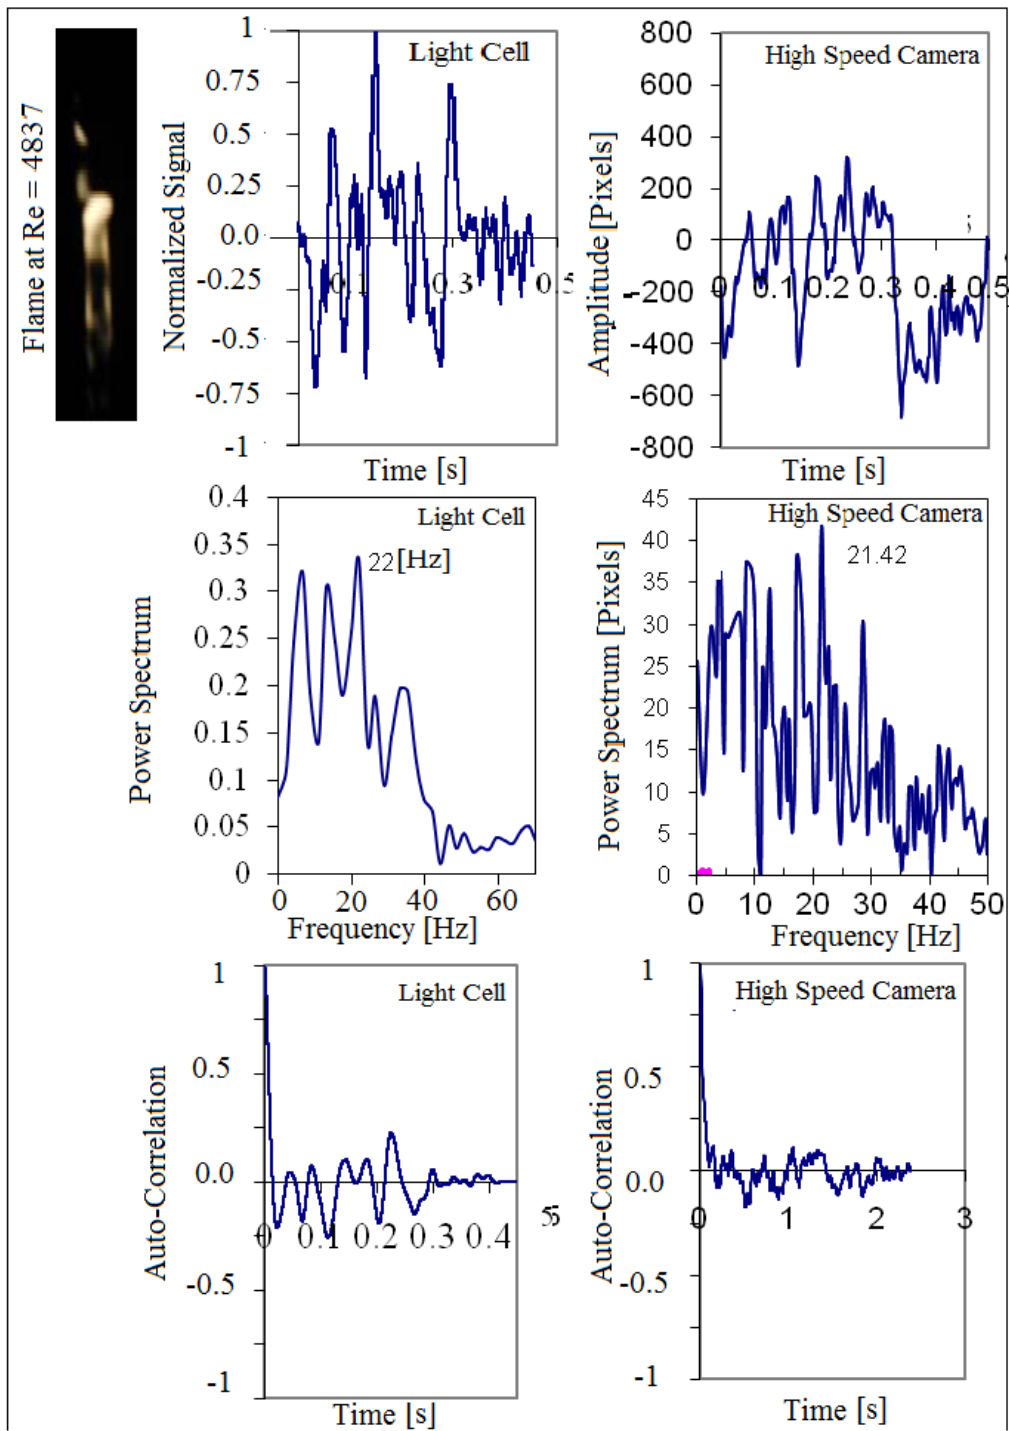 Flame at Re = 4837
Normalized Signal
1
0.75
0.5
0.25
0.0
-0.25
-0.5
-0.75
-1
Light Cell
0.1
0.3
0.5
Time [s]
Amplitude [Pixels]
800
600
400
200
0
-200
-400
-600
-800
High Speed Camera
0 0.1 0.2 0.3 0.4 0.5
Time [s]
Power Spectrum
0.4
0.35
0.3
0.25
0.2
0.15
0.1
0.05
0
Light Cell
22 [Hz]
0 20 40 60
Frequency [Hz]
Power Spectrum [Pixels]
45
40
35
30
25
20
15
10
5
0
High Speed Camera
21.42
0 10 20 30 40 50
Frequency [Hz]
Auto-Correlation
1
0.5
0.0
-0.5
-1
Light Cell
0 0.1 0.2 0.3 0.4
Time [s]
Auto-Correlation
1
0.5
0.0
-0.5
-1
High Speed Camera
0 1 2 3
Time [s]